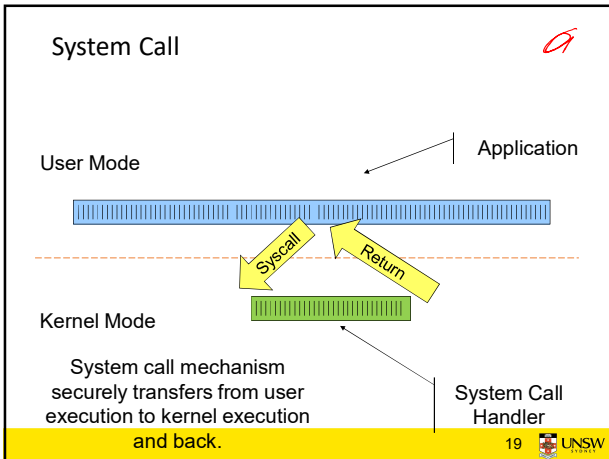 System Call
User Mode
Application
Syscall
Return
Kernel Mode
System call mechanism
securely transfers from user
execution to kernel execution
and back.
System Call
Handler
19
UNSW
SYDNEY